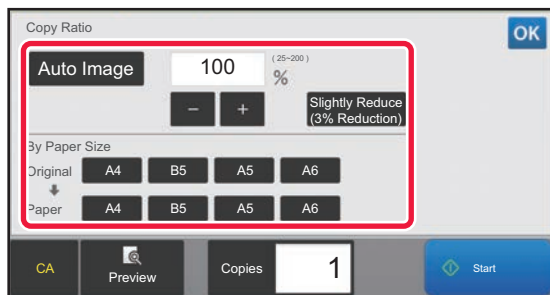 Copy Ratio
OK
Auto Image
100
(25~200)
%
−
+
Slightly Reduce
(3% Reduction)
By Paper Size
Original
A4 B5 A5 A6
Paper
A4 B5 A5 A6
CA
Preview
Copies
1
Start